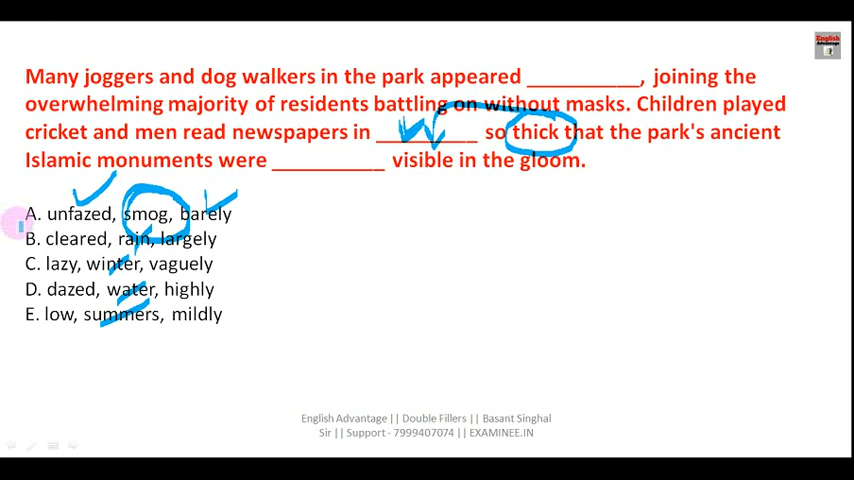 English
Advantage
Many joggers and dog walkers in the park appeared __________, joining the
overwhelming majority of residents battling on without masks. Children played
cricket and men read newspapers in _________ so thick that the park's ancient
Islamic monuments were __________ visible in the gloom.
A. unfazed, smog, barely
B. cleared, rain, largely
C. lazy, winter, vaguely
D. dazed, water, highly
E. low, summers, mildly
English Advantage || Double Fillers || Basant Singhal
Sir || Support - 7999407074 || EXAMINEE.IN